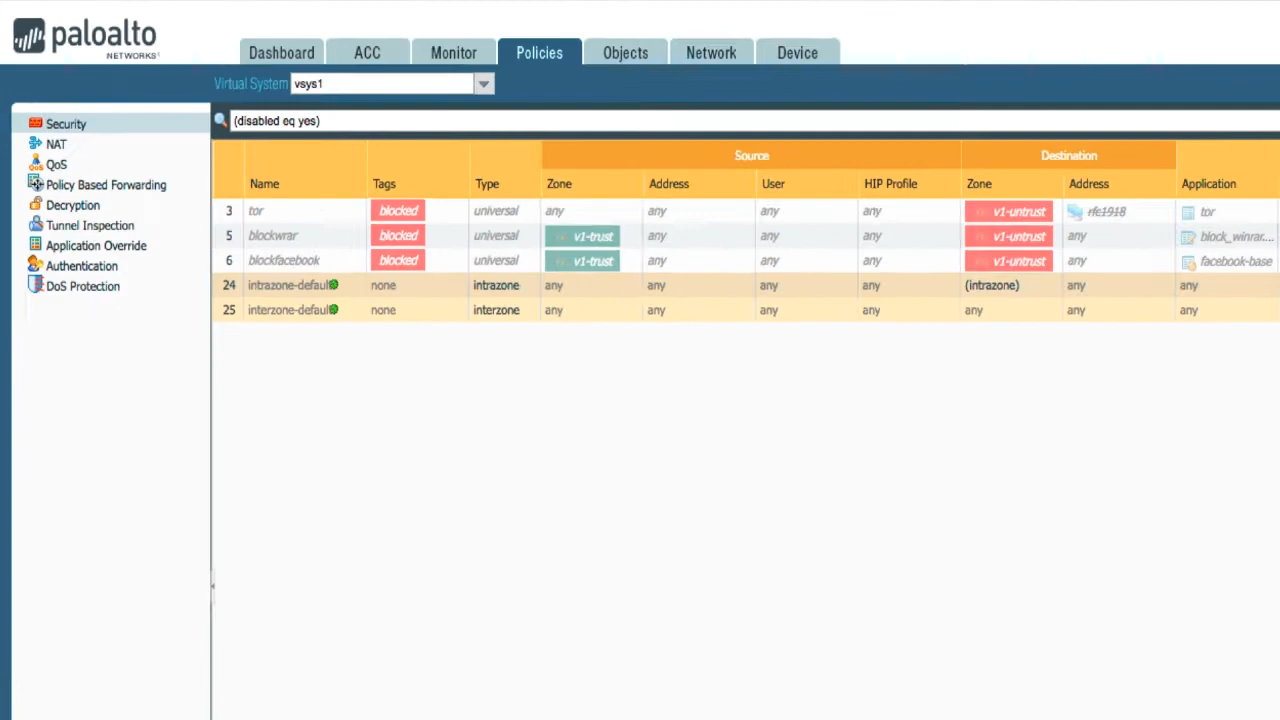 paloalto
NETWORKS
Dashboard ACC Monitor Policies Objects Network Device
Virtual System vsys1
Security
NAT
QoS
Policy Based Forwarding
Decryption
Tunnel Inspection
Application Override
Authentication
DoS Protection
(disabled eq yes)
Source Destination
Name Tags Type Zone Address User HIP Profile Zone Address Application
3 tor blocked universal any any any any v1-untrust rfc1918 tor
5 blockwrar blocked universal v1-trust any any any v1-untrust any block_winrar...
6 blockfacebook blocked universal v1-trust any any any v1-untrust any facebook-base
24 intrazone-default none intrazone any any any any (intrazone) any any
25 interzone-default none interzone any any any any any any any